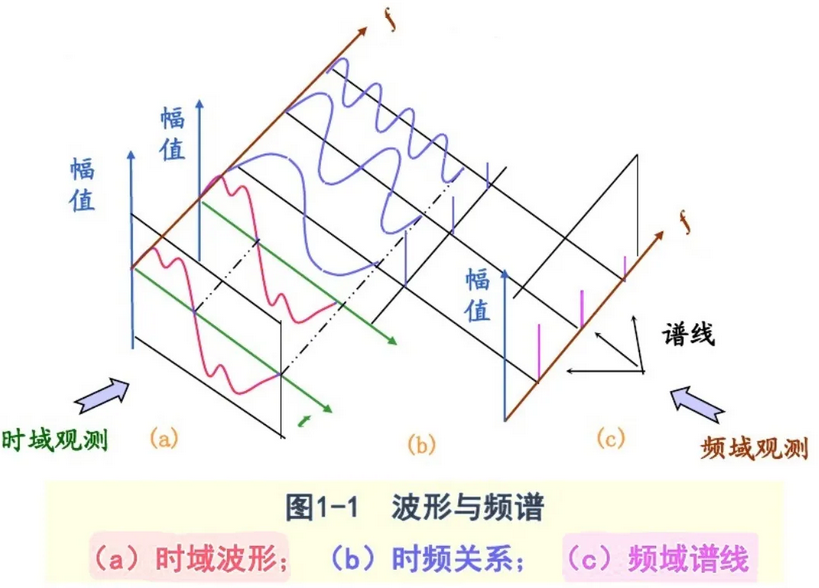 f
幅值
幅值
f
幅值
谱线
t
时域观测
(a)
(b)
(c)
频域观测
图1-1 波形与频谱
(a)时域波形; (b)时频关系; (c)频域谱线